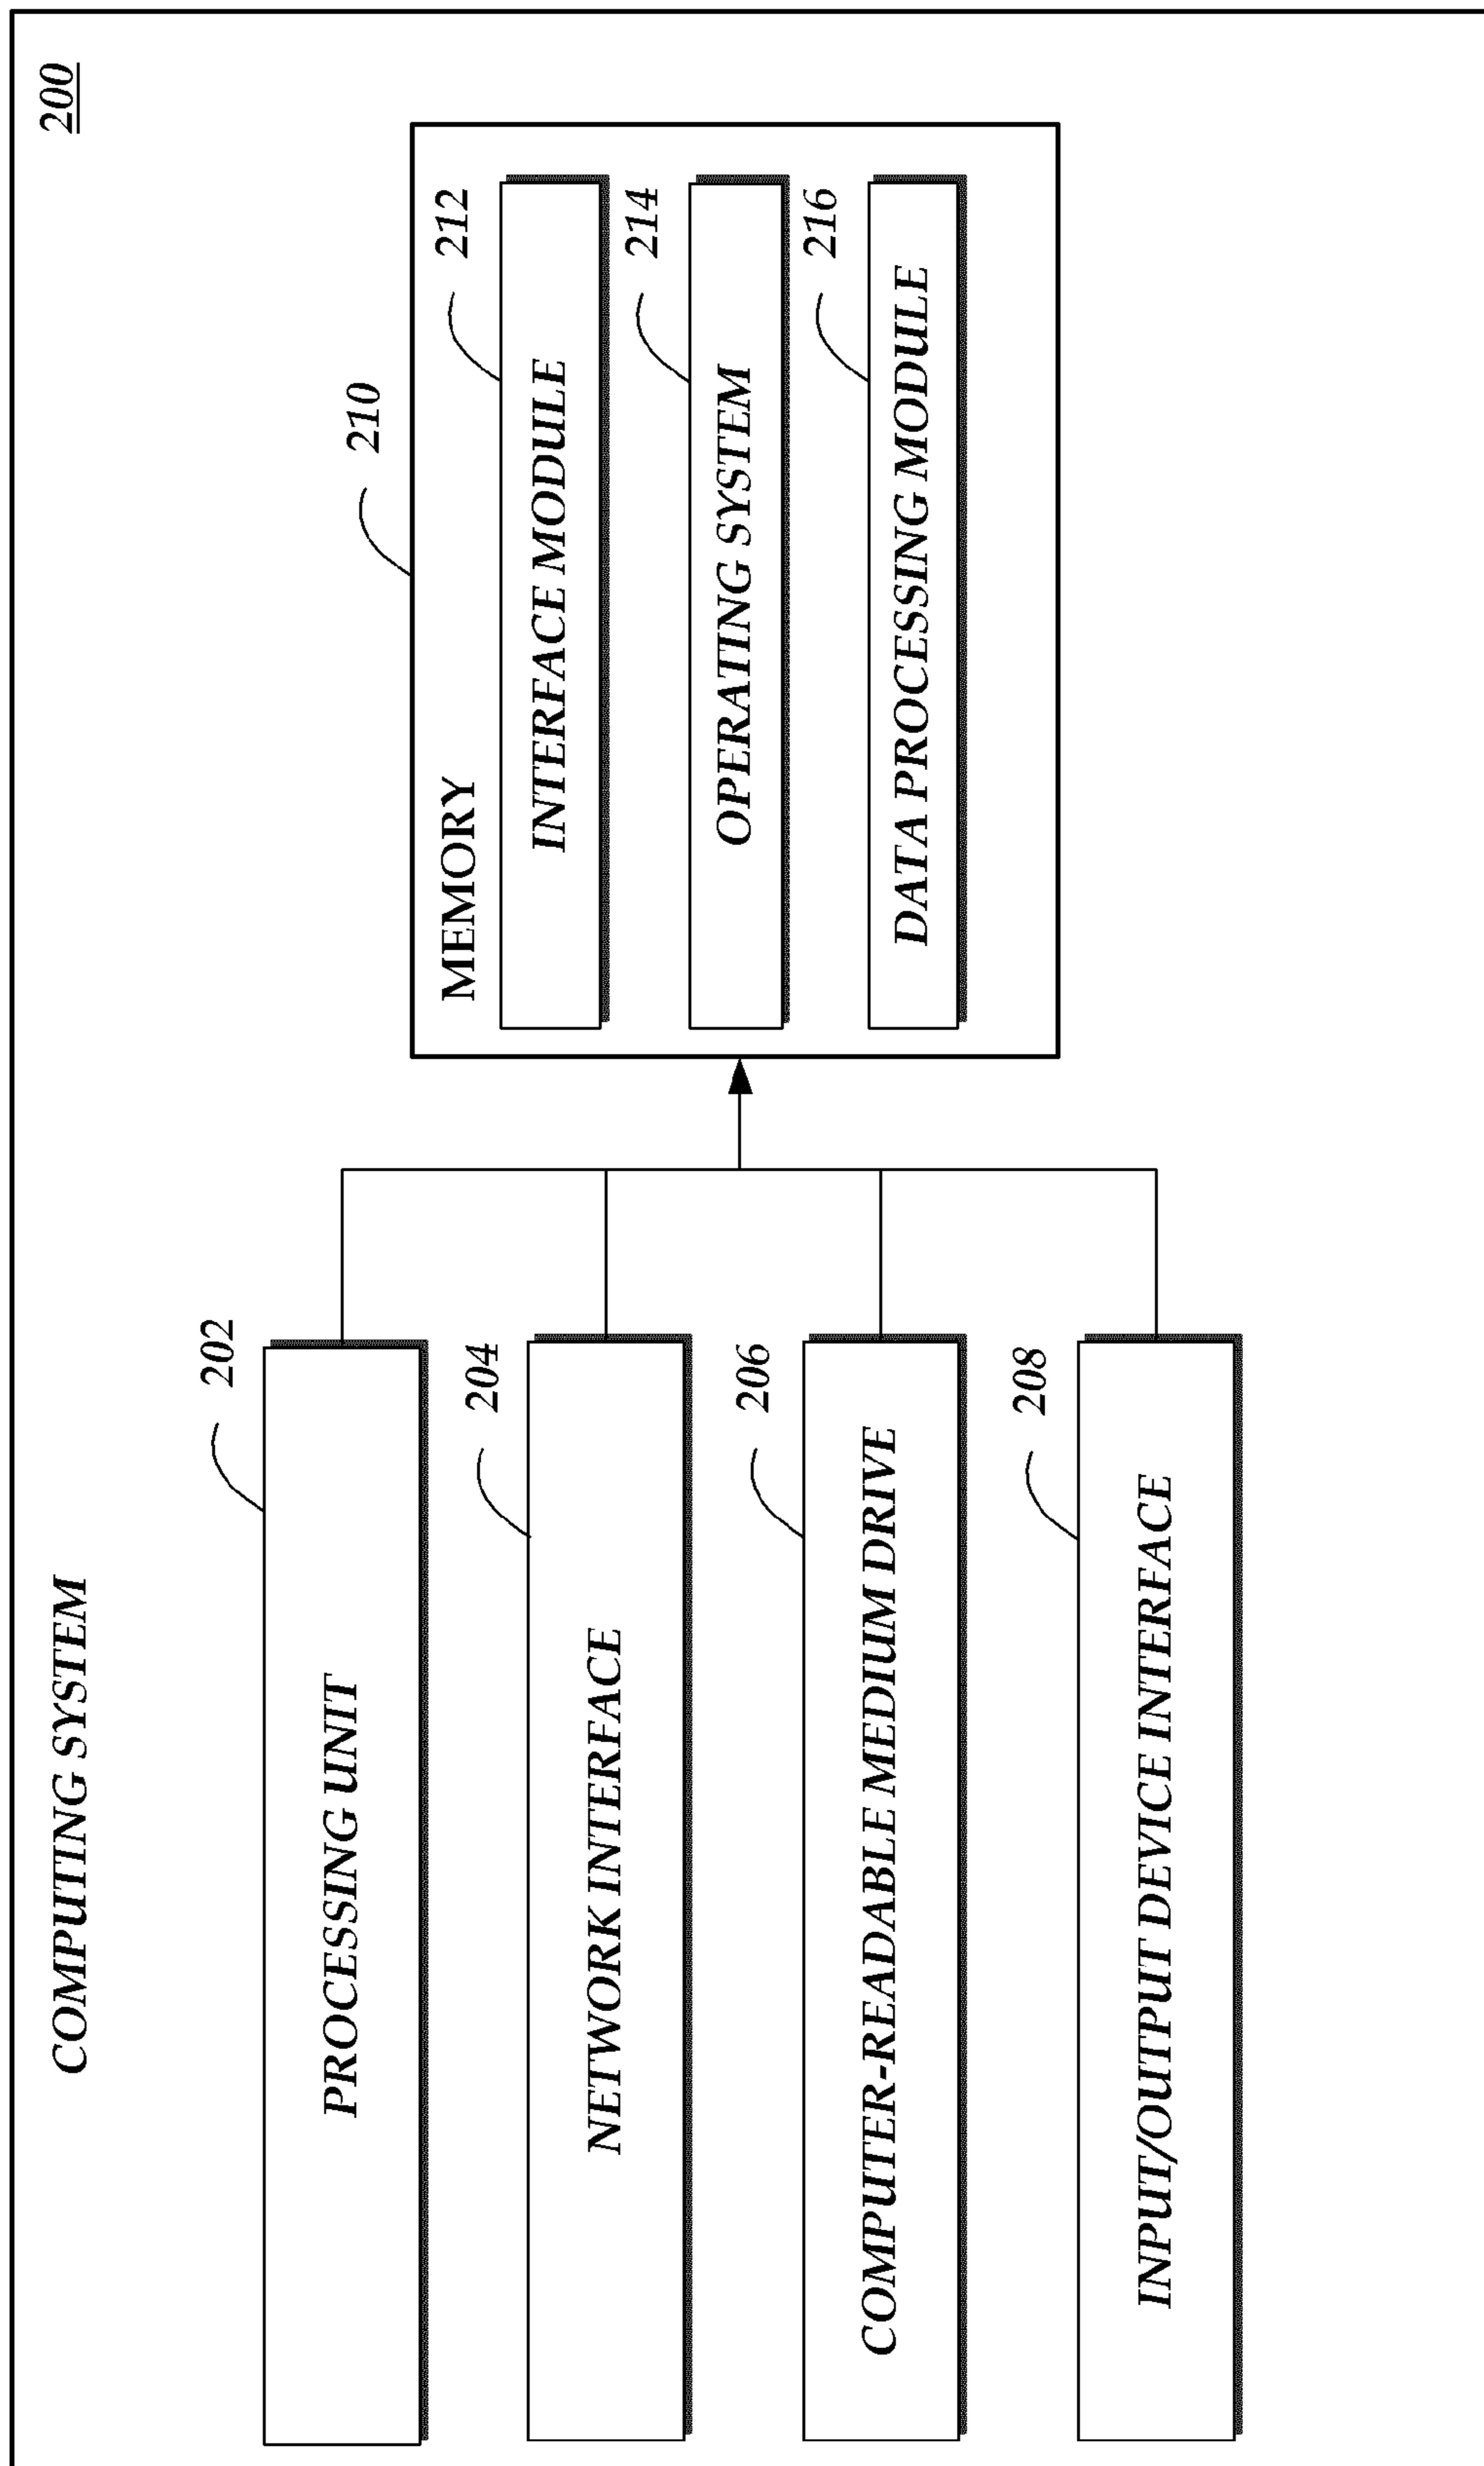 COMPUTING SYSTEM
200
202
PROCESSING UNIT
204
NETWORK INTERFACE
206
COMPUTER-READABLE MEDIUM DRIVE
208
INPUT/OUTPUT DEVICE INTERFACE
210
MEMORY
212
INTERFACE MODULE
214
OPERATING SYSTEM
216
DATA PROCESSING MODULE